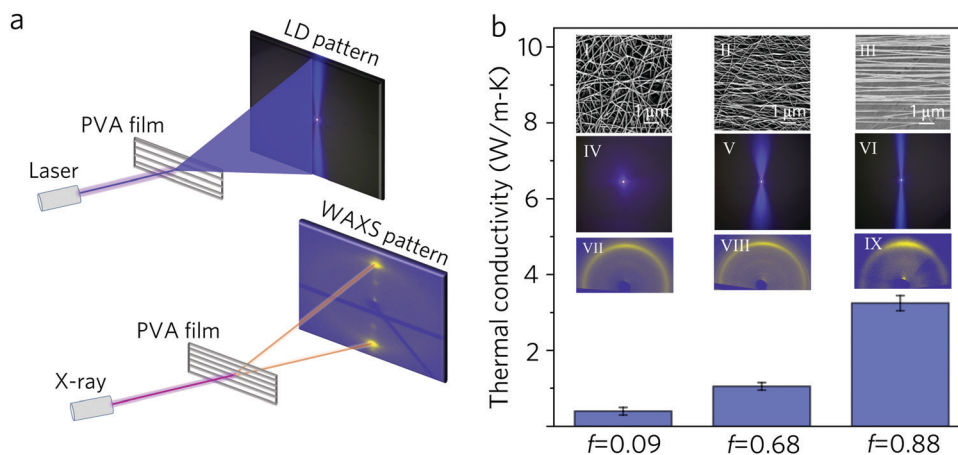 a
LD pattern
PVA film
Laser
WAXS pattern
PVA film
X-ray
b
Thermal conductivity (W/m-K)
10
8
6
4
2
I
II
III
1 μm
1 μm
1 μm
IV
V
VI
VII
VIII
IX
f=0.09
f=0.68
f=0.88